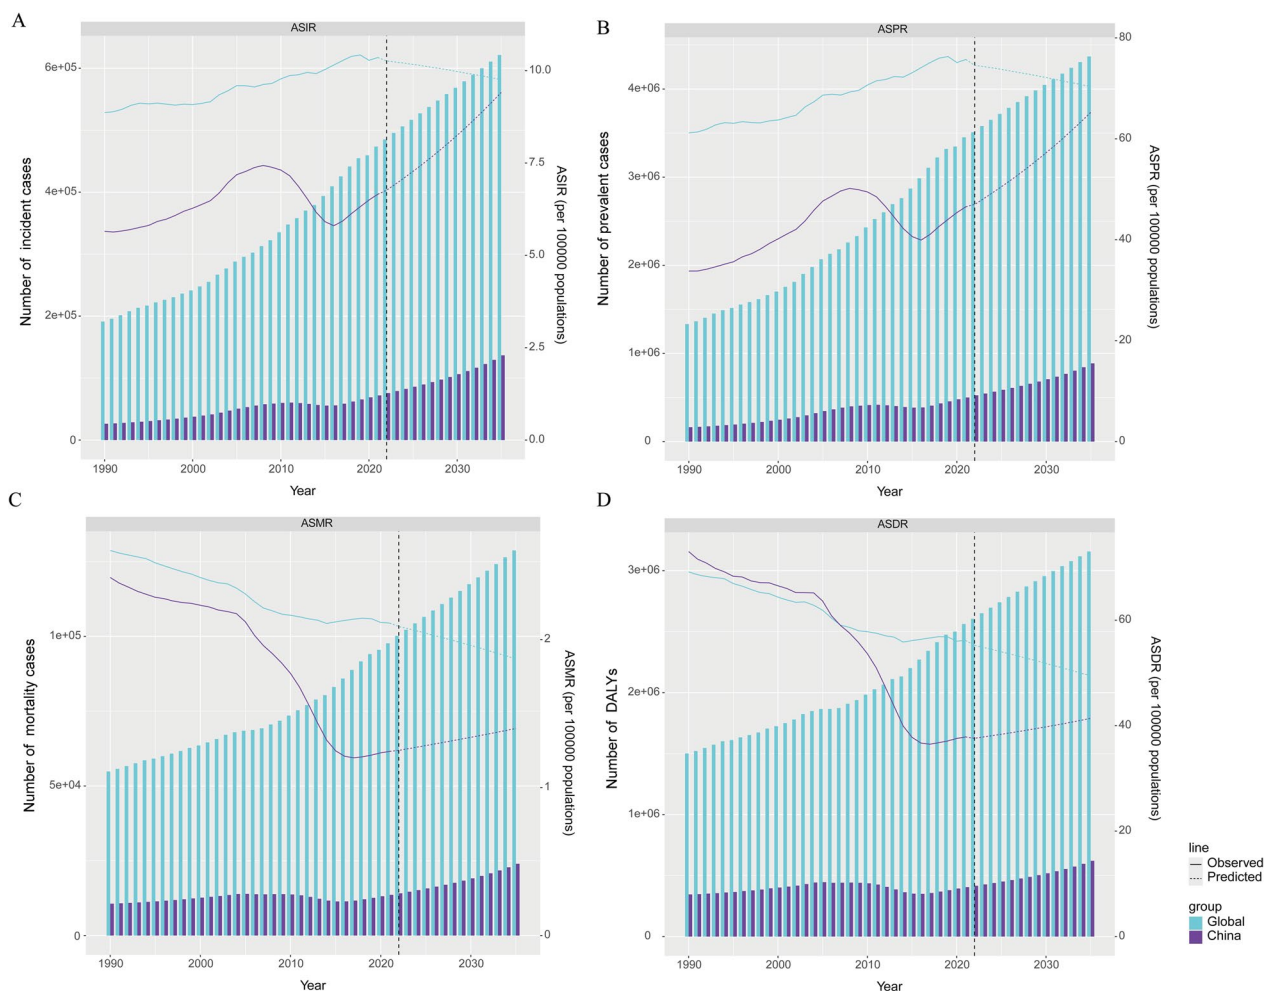 A
ASIR
6e+05
4e+05
2e+05
0
Number of incident cases
10.0
7.5
5.0
2.5
0.0
ASIR (per 100000 populations)
1990
2000
2010
2020
2030
Year
B
ASPR
4e+06
3e+06
2e+06
1e+06
0
Number of prevalent cases
80
60
40
20
0
ASPR (per 100000 populations)
1990
2000
2010
2020
2030
Year
C
ASMR
1e+05
5e+04
0
Number of mortality cases
2
1
0
ASMR (per 100000 populations)
1990
2000
2010
2020
2030
Year
D
ASDR
3e+06
2e+06
1e+06
0
Number of DALYs
60
40
20
0
ASDR (per 100000 populations)
1990
2000
2010
2020
2030
Year
line
Observed
Predicted
group
Global
China